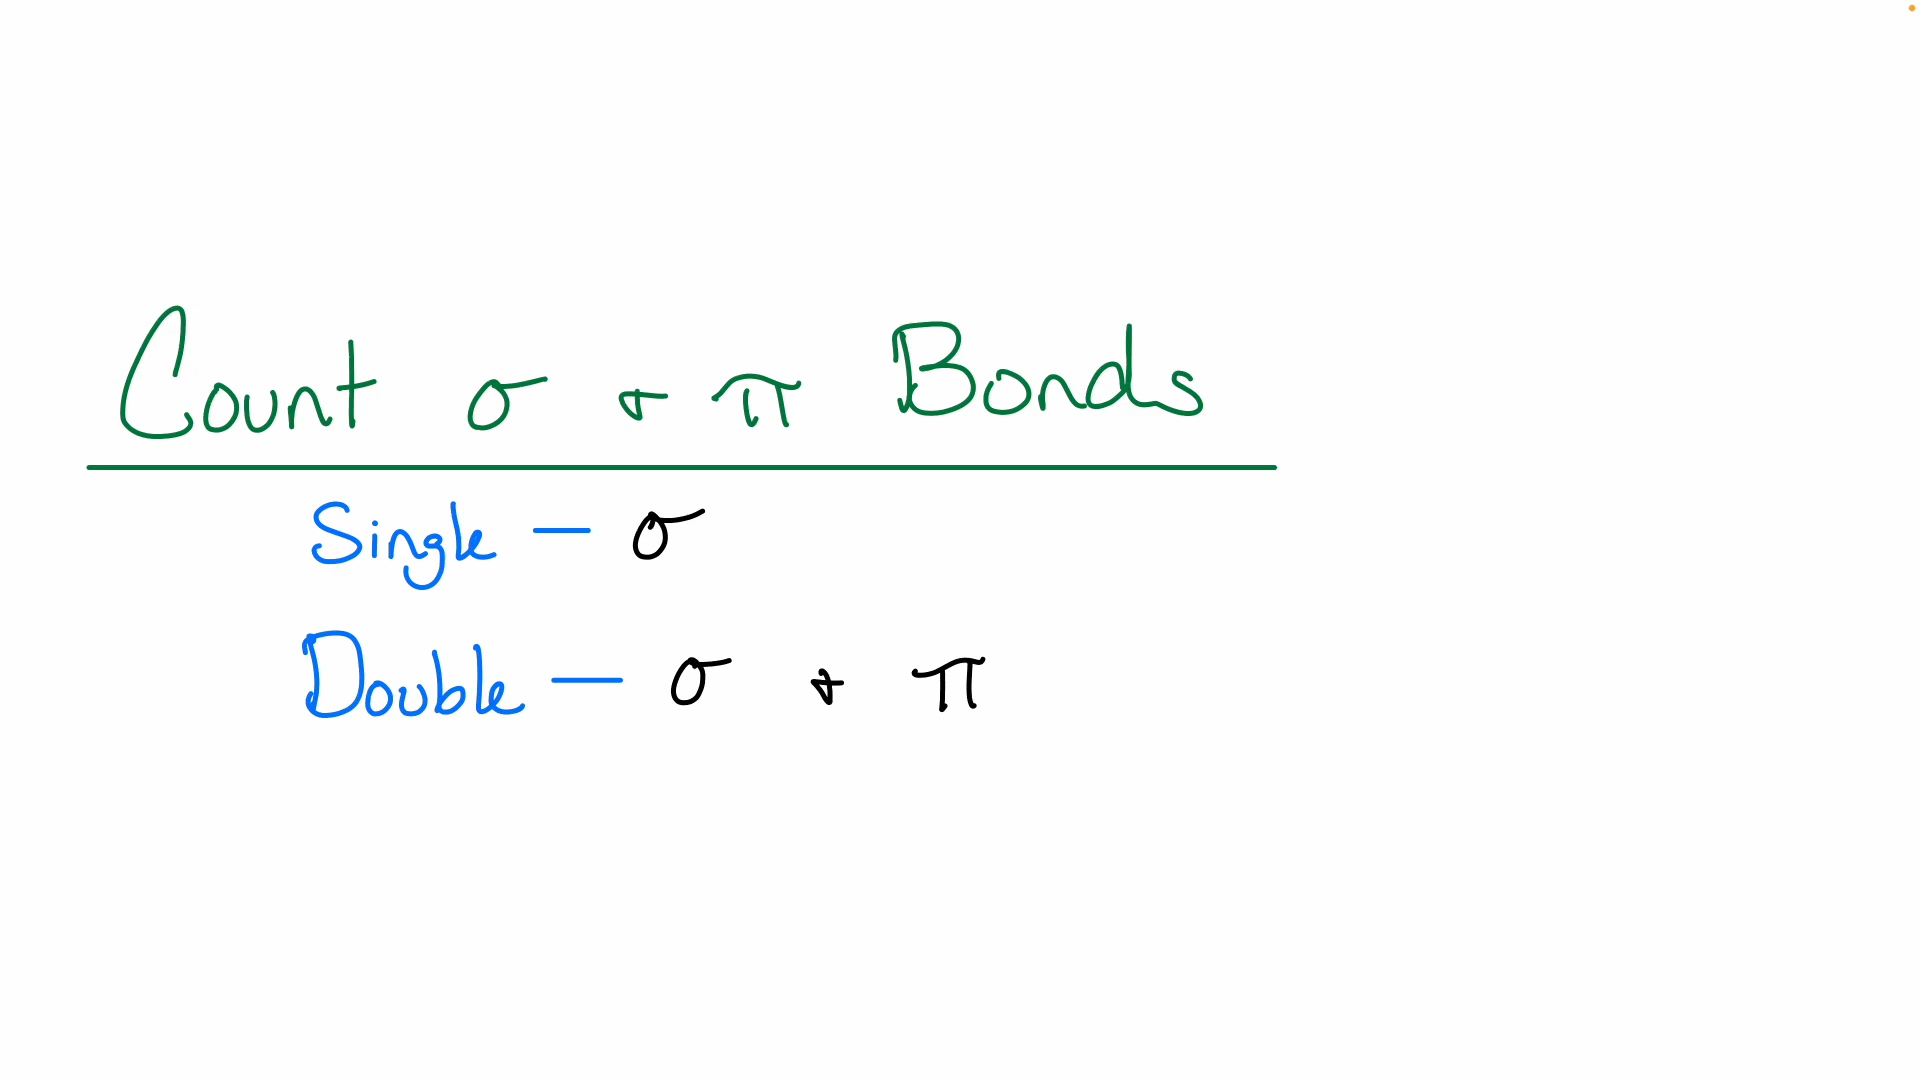 Count σ + π Bonds
Single — σ
Double — σ + π